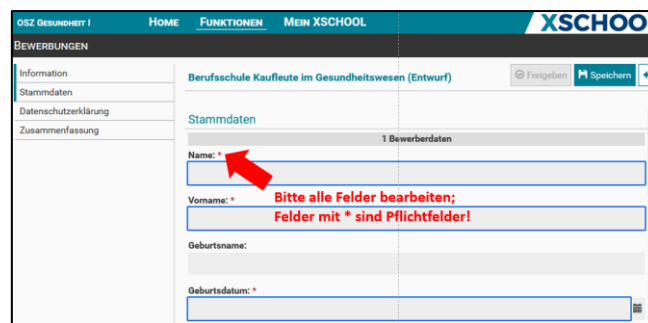 OSZ GESUNDHEIT I HOME FUNKTIONEN MEIN XSCHOOL XSCHOO
BEWERBUNGEN
Information
Stammdaten
Datenschutzerklärung
Zusammenfassung
Berufsschule Kaufleute im Gesundheitswesen (Entwurf)
Freigeben Speichern
Stammdaten
1 Bewerberdaten
Name: *
Bitte alle Felder bearbeiten;
Felder mit * sind Pflichtfelder!
Vorname: *
Geburtsname:
Geburtsdatum: *